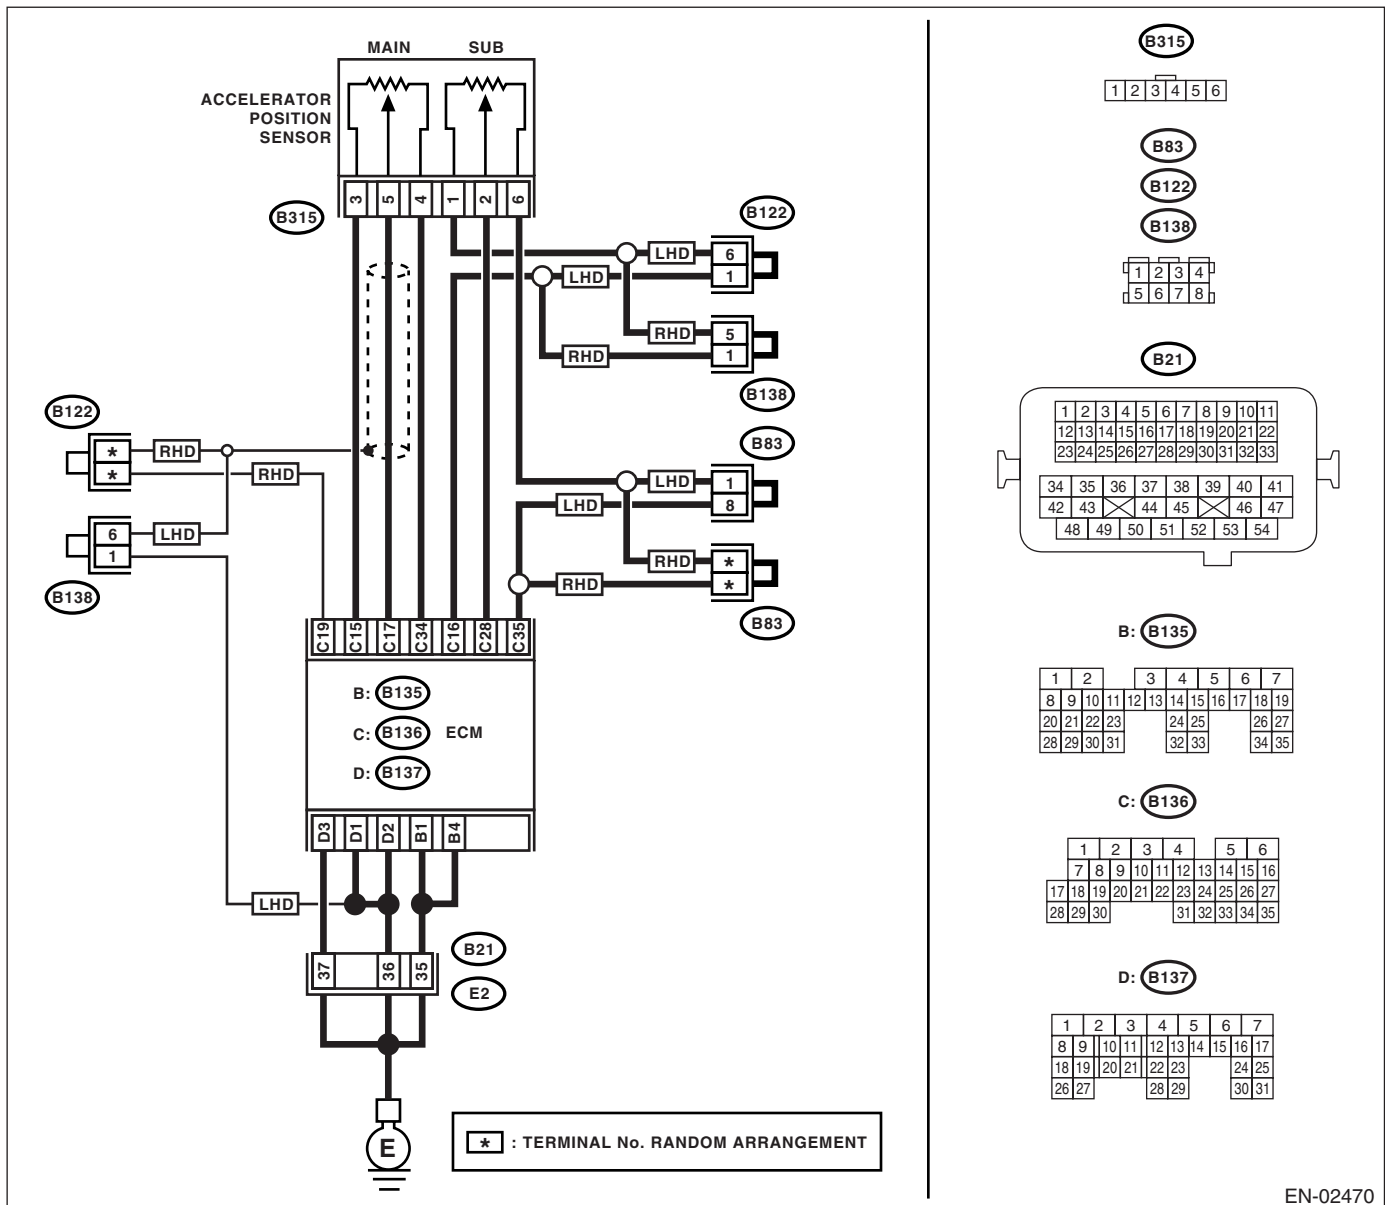 MAIN SUB
ACCELERATOR
POSITION
SENSOR
3 5 4 1 2 6
B315
B122
LHD 6
LHD 1
RHD 5
RHD 1
B138
B83
LHD 1
LHD 8
RHD *
RHD *
B83
B122
* RHD
* RHD
6 LHD
1
B138
C19 C15 C17 C34 C16 C28 C35
B: B135
C: B136 ECM
D: B137
D3 D1 D2 B1 B4
LHD
37 36 35
B21
E2
E
* : TERMINAL No. RANDOM ARRANGEMENT
B315
1 2 3 4 5 6
B83
B122
B138
1 2 3 4
5 6 7 8
B21
1 2 3 4 5 6 7 8 9 10 11
12 13 14 15 16 17 18 19 20 21 22
23 24 25 26 27 28 29 30 31 32 33
34 35 36 37 38 39 40 41
42 43 44 45 46 47
48 49 50 51 52 53 54
B: B135
1 2 3 4 5 6 7
8 9 10 11 12 13 14 15 16 17 18 19
20 21 22 23 24 25 26 27
28 29 30 31 32 33 34 35
C: B136
1 2 3 4 5 6
7 8 9 10 11 12 13 14 15 16
17 18 19 20 21 22 23 24 25 26 27
28 29 30 31 32 33 34 35
D: B137
1 2 3 4 5 6 7
8 9 10 11 12 13 14 15 16 17
18 19 20 21 22 23 24 25
26 27 28 29 30 31
EN-02470